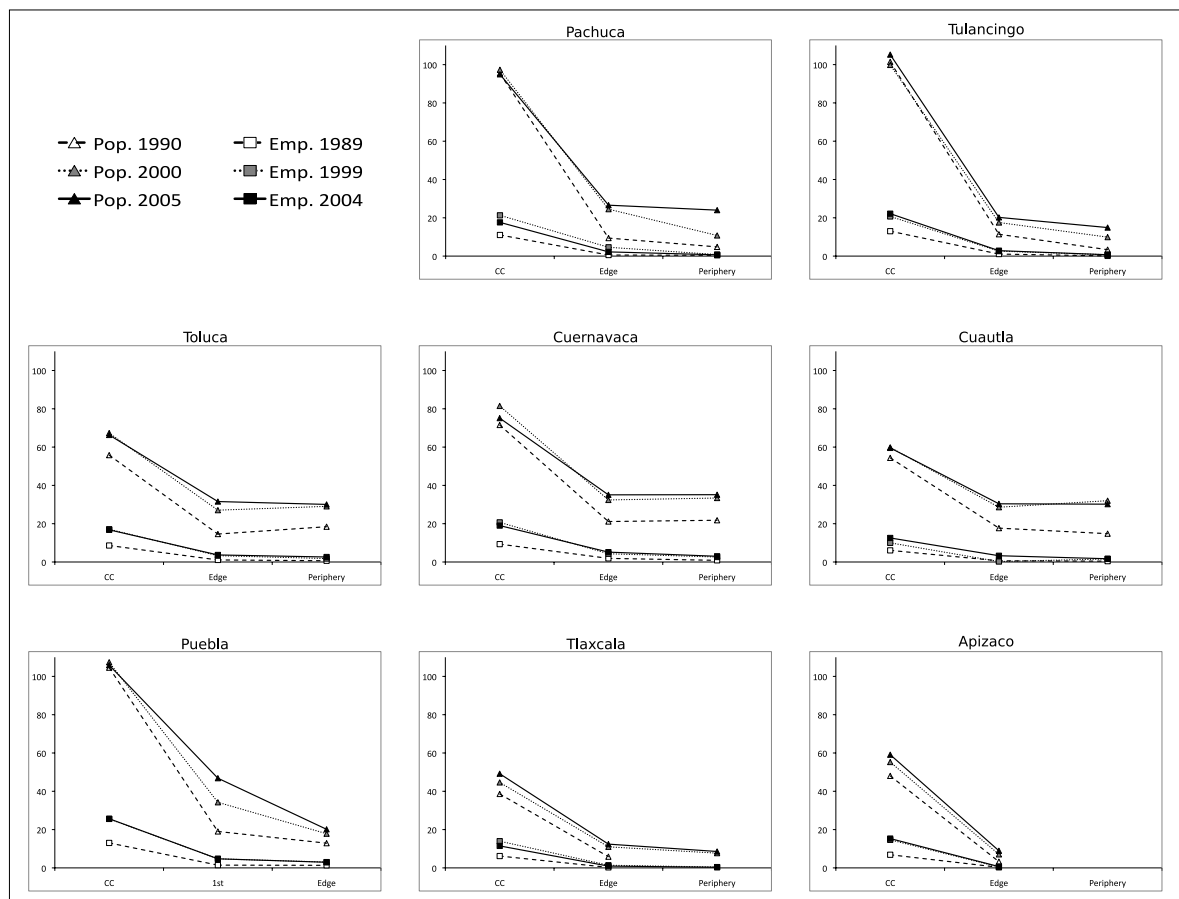 Pachuca
Tulancingo
Pop. 1990 Emp. 1989
Pop. 2000 Emp. 1999
Pop. 2005 Emp. 2004
100
80
60
40
20
0
CC Edge Periphery
100
80
60
40
20
0
CC Edge Periphery
Toluca
100
80
60
40
20
0
CC Edge Periphery
Cuernavaca
100
80
60
40
20
0
CC Edge Periphery
Cuautla
100
80
60
40
20
0
CC Edge Periphery
Puebla
100
80
60
40
20
0
CC 1st Edge
Tlaxcala
100
80
60
40
20
0
CC Edge Periphery
Apizaco
100
80
60
40
20
0
CC Edge Periphery